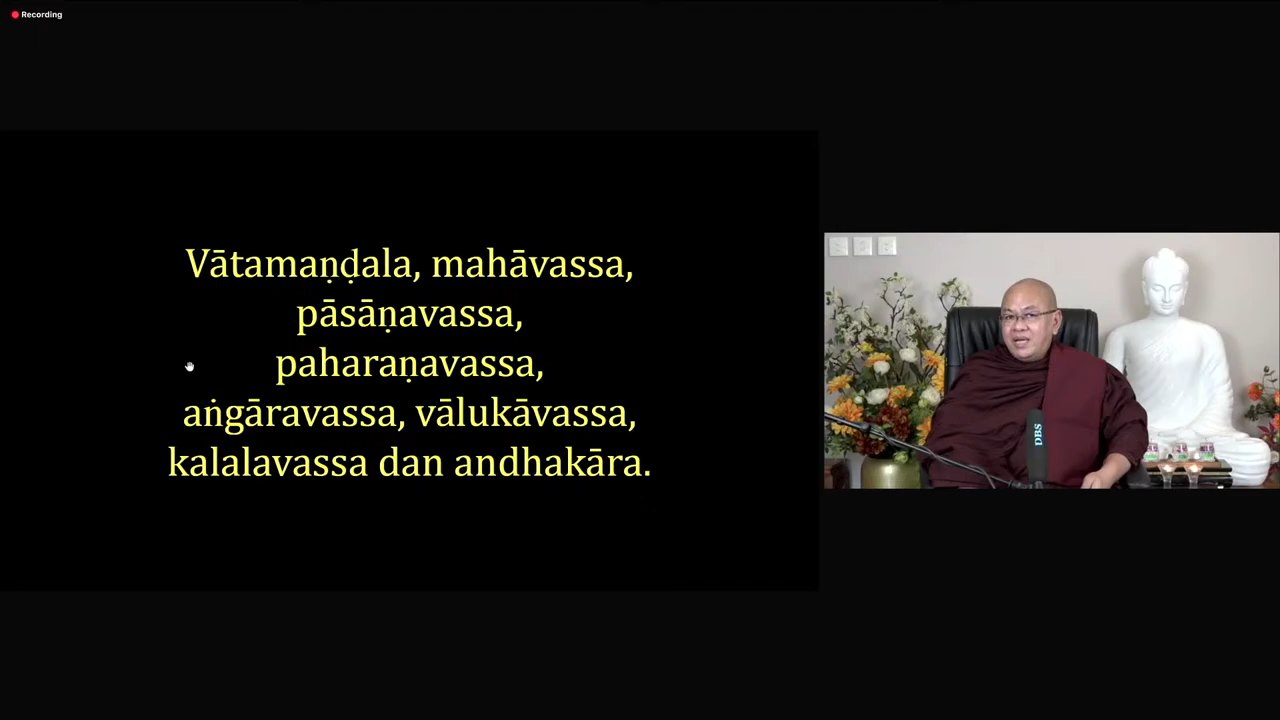 Recording
Vātamaṇḍala, mahāvassa,
pāsāṇavassa,
paharaṇavassa,
aṅgāravassa, vālukāvassa,
kalalavassa dan andhakāra.
DBS